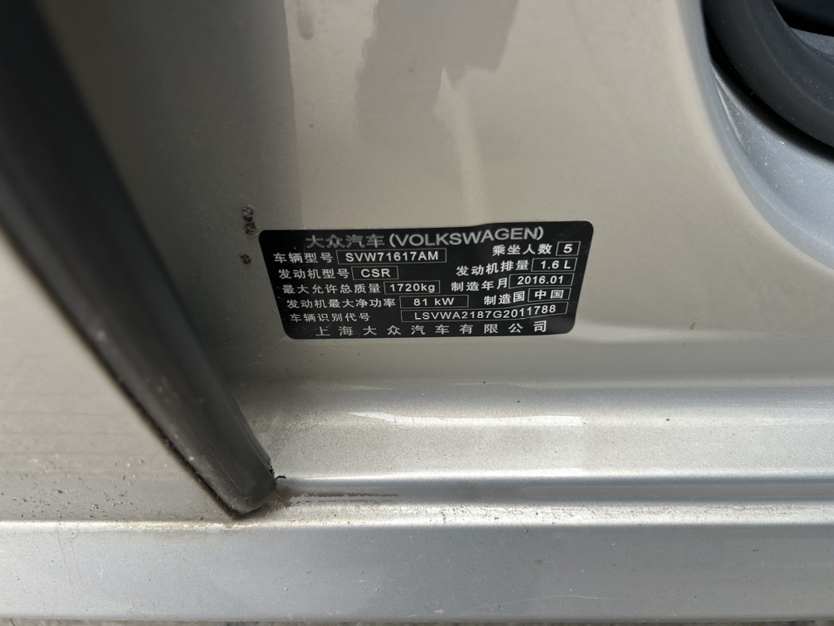 大众汽车(VOLKSWAGEN)
车辆型号 SVW71617AM 乘坐人数 5
发动机型号 CSR 发动机排量 1.6 L
最大允许总质量 1720kg 制造年月 2016.01
发动机最大净功率 81 kW 制造国 中国
车辆识别代号 LSVWA2187G2011788
上海大众汽车有限公司